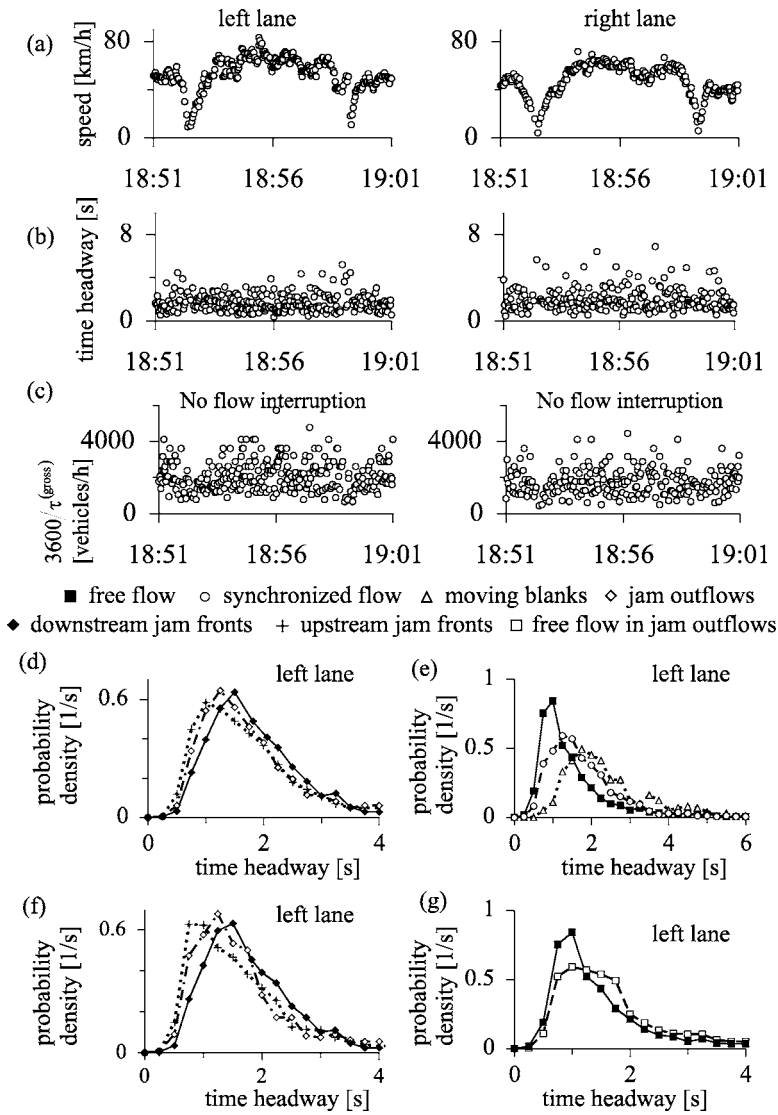 left lane right lane
(a)
speed [km/h]
80
0
18:51 18:56 19:01
80
0
18:51 18:56 19:01
(b)
time headway [s]
8
0
18:51 18:56 19:01
8
0
18:51 18:56 19:01
(c)
3600/τ(gross)
[vehicles/h]
No flow interruption
4000
0
18:51 18:56 19:01
No flow interruption
4000
0
18:51 18:56 19:01
■ free flow ○ synchronized flow △ moving blanks ◇ jam outflows
◆ downstream jam fronts + upstream jam fronts □ free flow in jam outflows
(d)
left lane
probability
density [1/s]
0.6
0
0 2 4
time headway [s]
(e)
left lane
probability
density [1/s]
1
0.5
0
0 2 4 6
time headway [s]
(f)
left lane
probability
density [1/s]
0.6
0
0 2 4
time headway [s]
(g)
left lane
probability
density [1/s]
1
0.5
0
0 2 4
time headway [s]